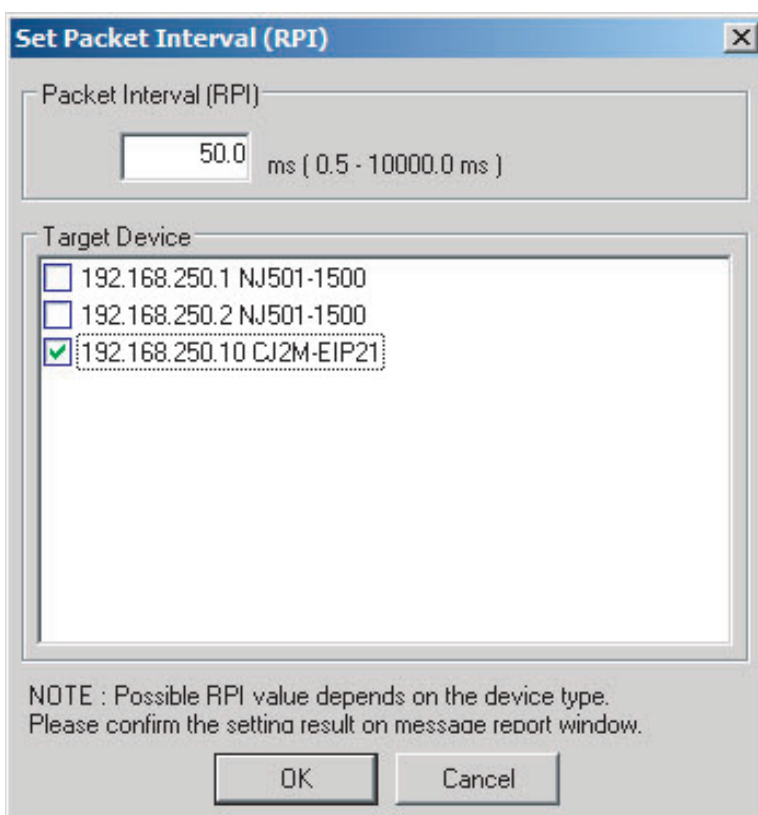 Set Packet Interval (RPI)
Packet Interval (RPI)
50.0 ms ( 0.5 - 10000.0 ms )
Target Device
192.168.250.1 NJ501-1500
192.168.250.2 NJ501-1500
192.168.250.10 CJ2M-EIP21
NOTE : Possible RPI value depends on the device type.
Please confirm the setting result on message report window.
OK Cancel